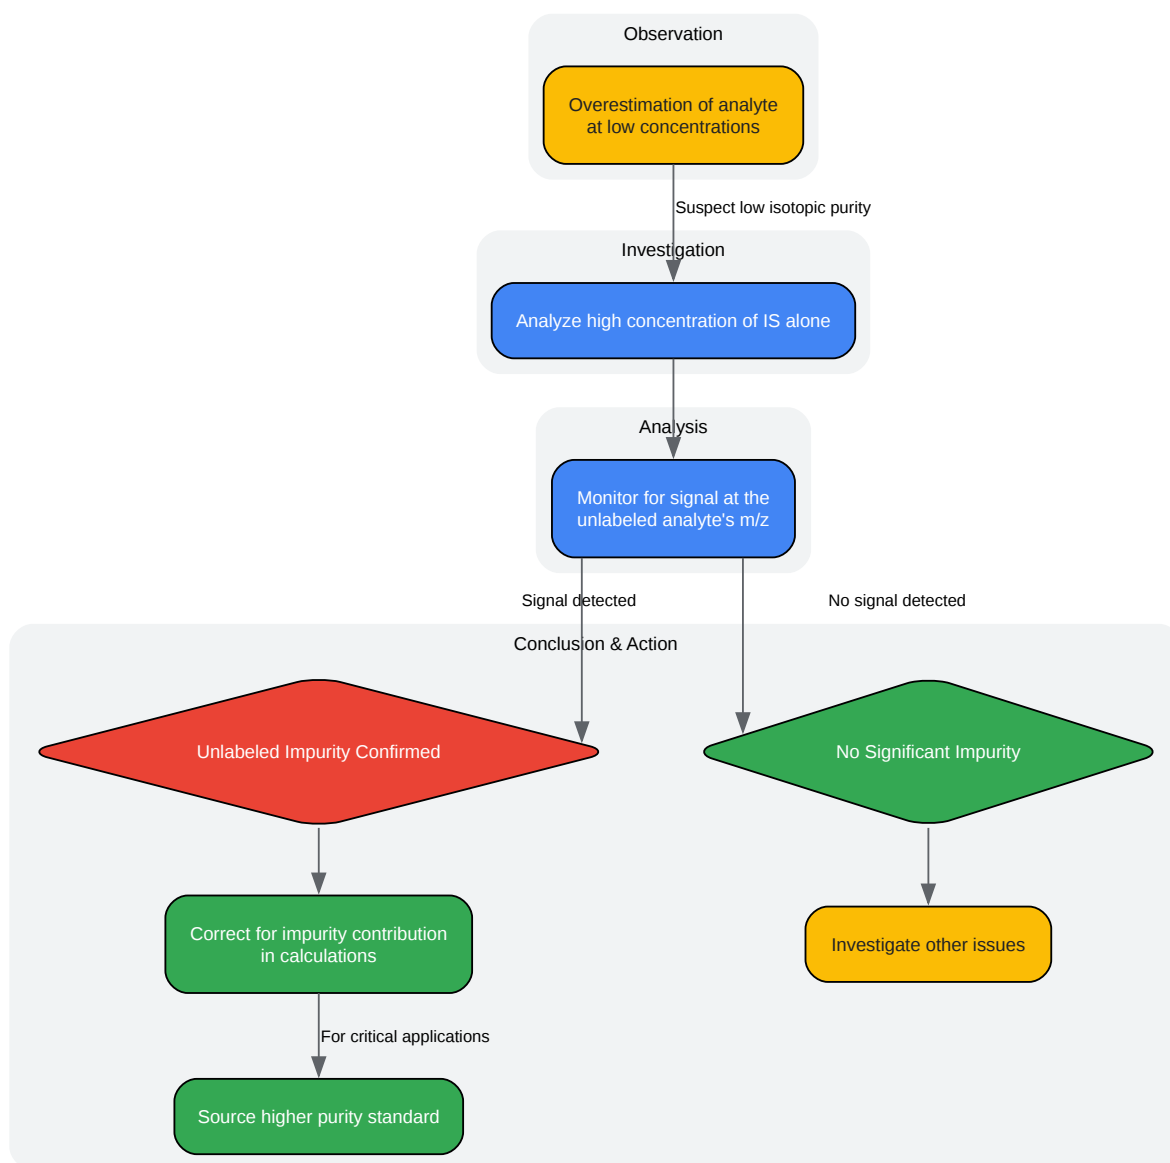 Observation
Overestimation of analyte
at low concentrations
Suspect low isotopic purity
Investigation
Analyze high concentration of IS alone
Analysis
Monitor for signal at the
unlabeled analyte's m/z
Signal detected
No signal detected
Conclusion & Action
Unlabeled Impurity Confirmed
No Significant Impurity
Correct for impurity contribution
in calculations
Investigate other issues
For critical applications
Source higher purity standard